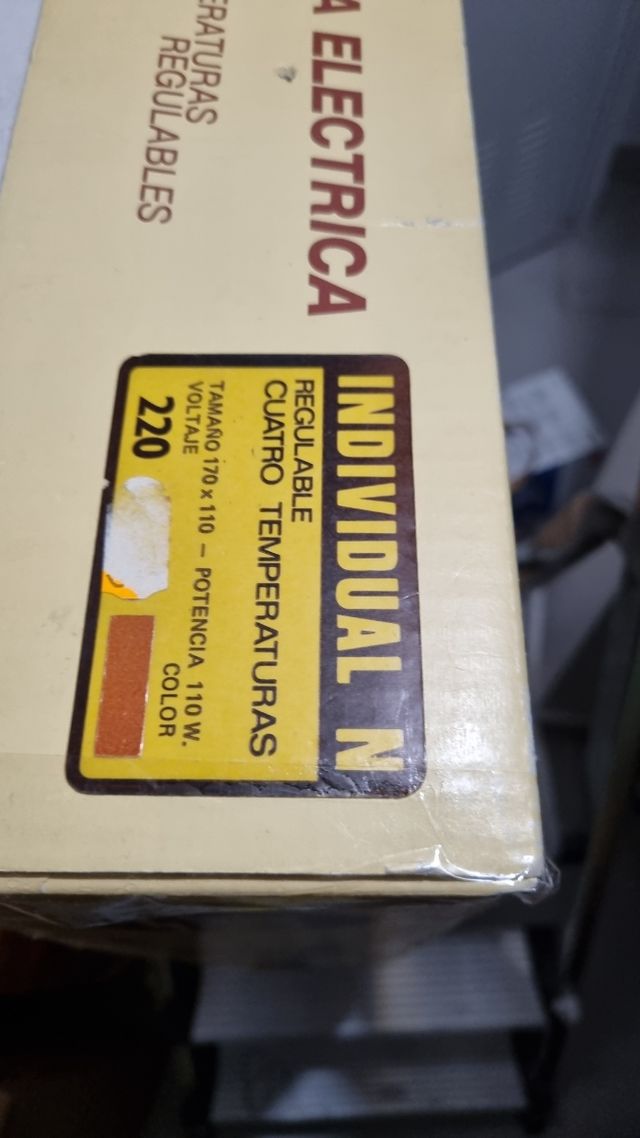 A ELECTRICA
ERATURAS
REGULABLES
INDIVIDUAL N
REGULABLE
CUATRO TEMPERATURAS
TAMAÑO 170 x 110 – POTENCIA 110 W.
VOLTAJE
COLOR
220